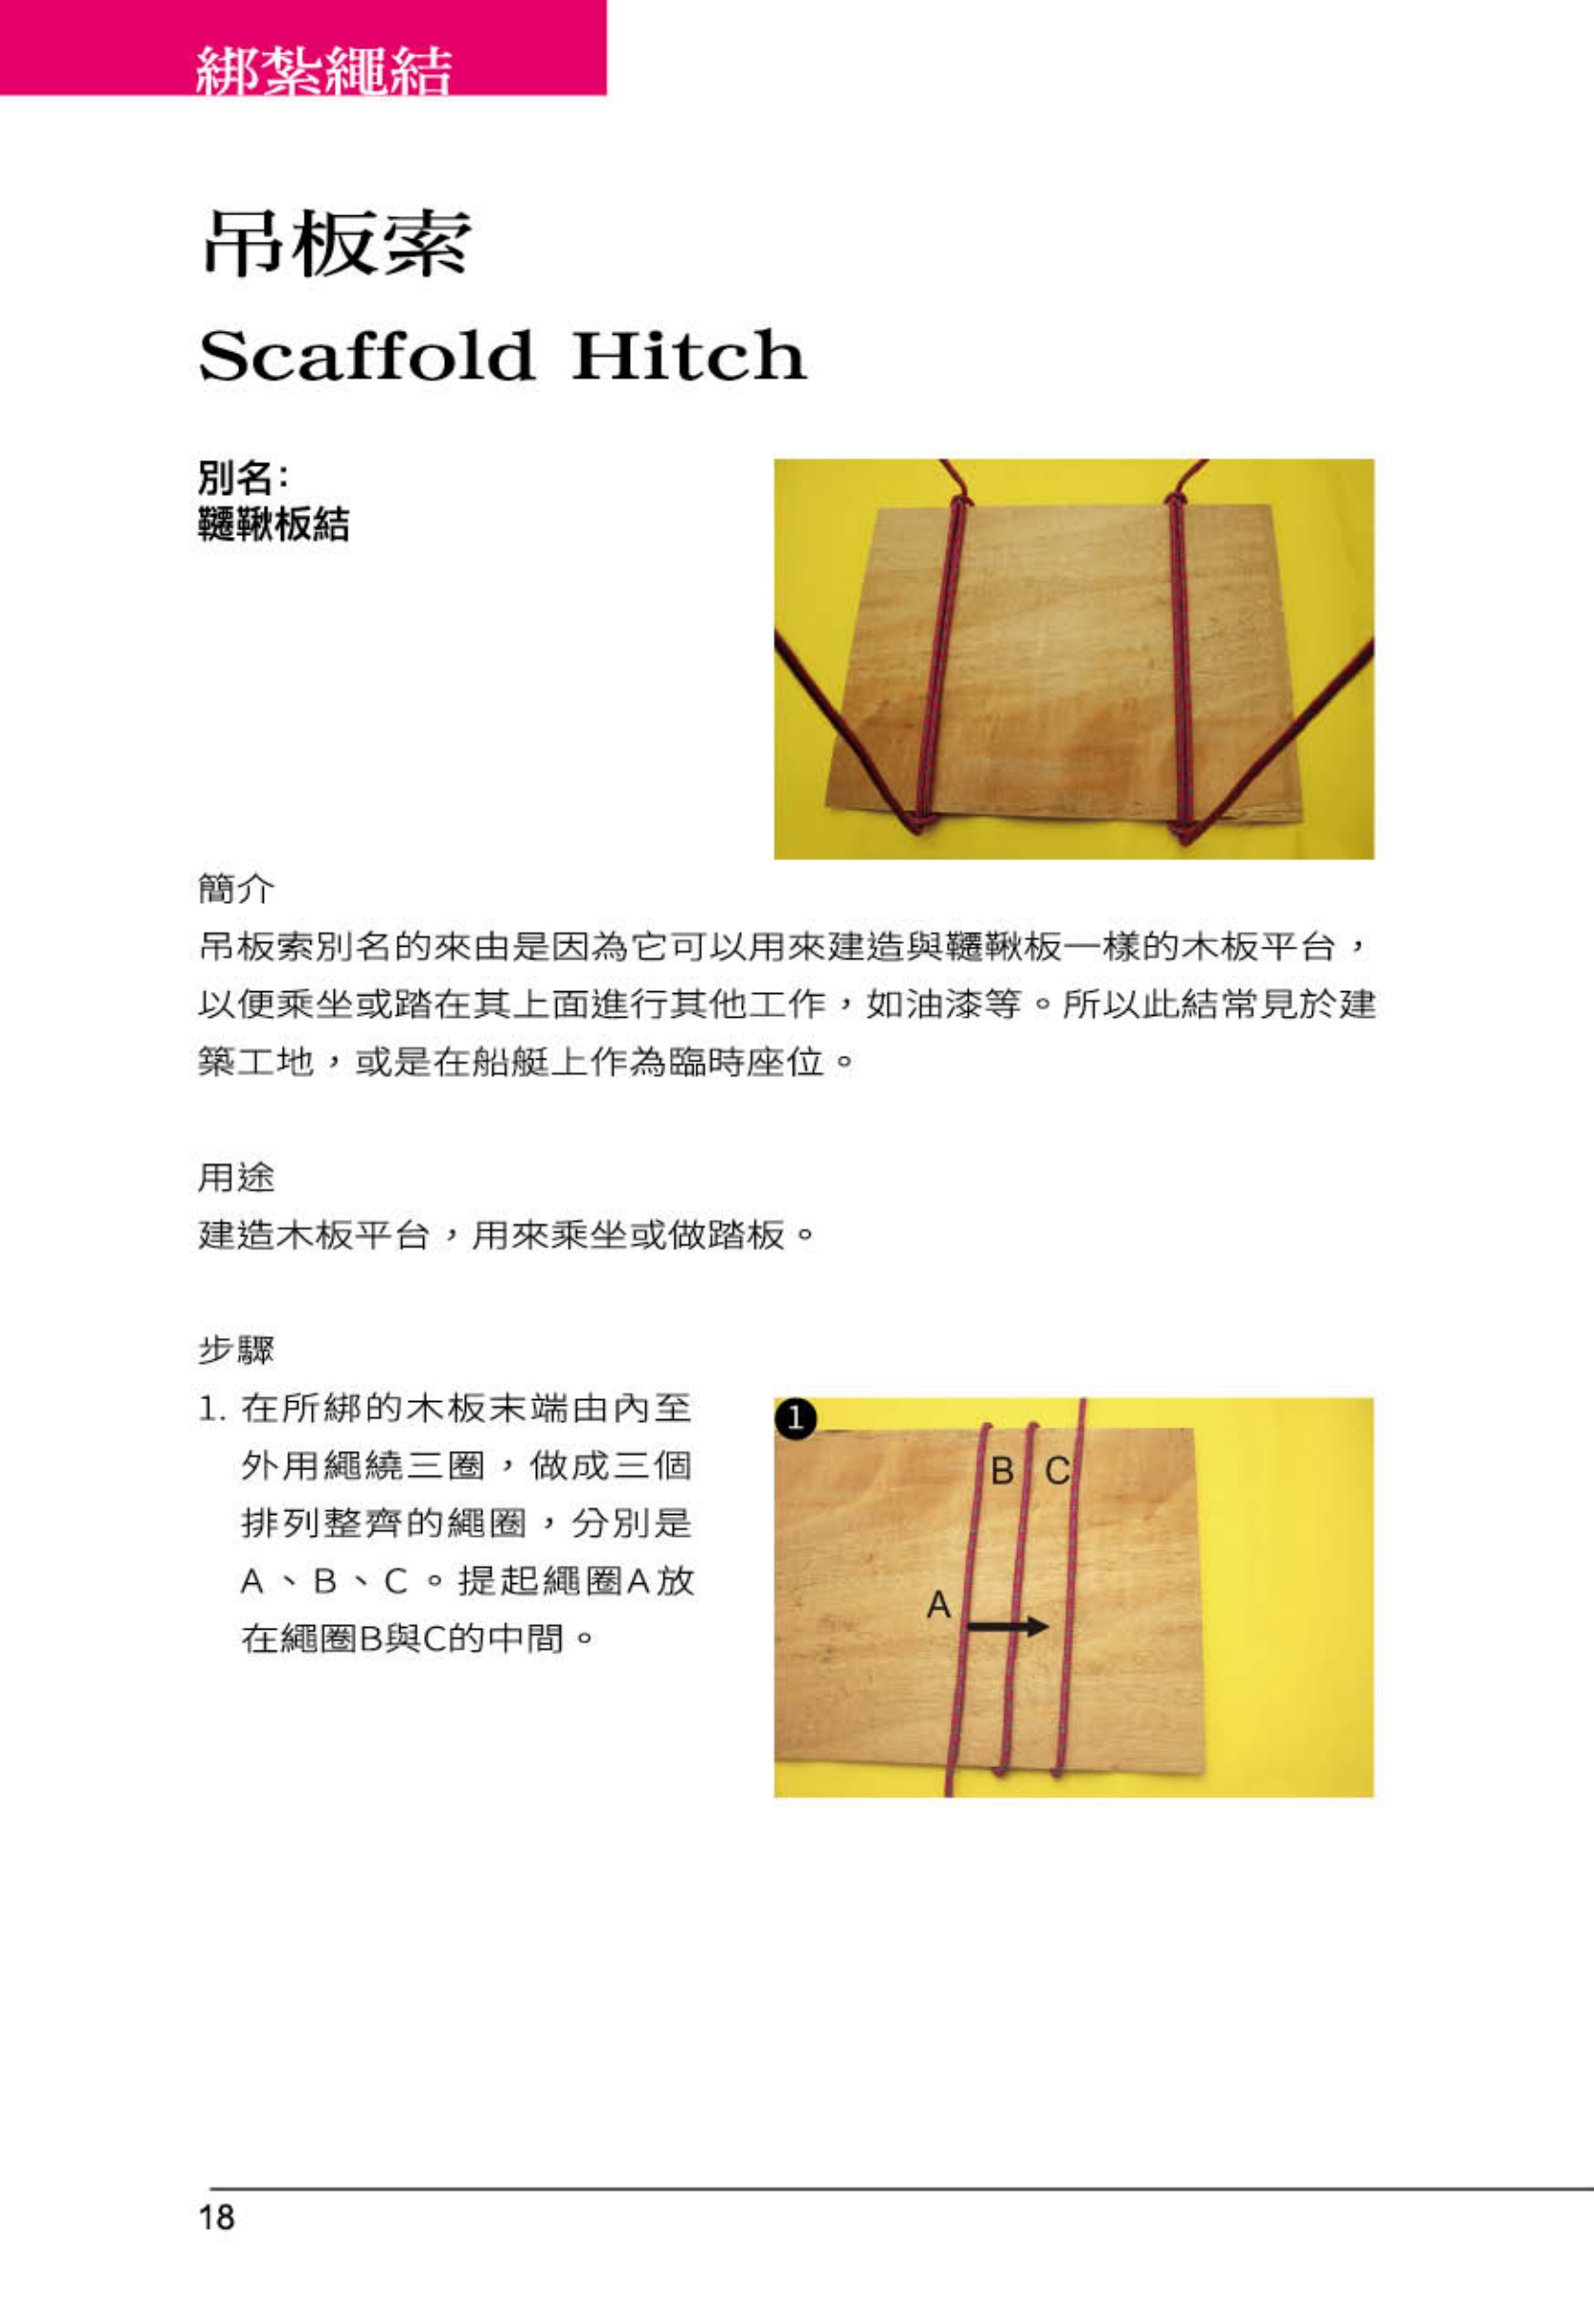 綁紮繩結
吊板索
Scaffold Hitch
別名：
韆鞦板結
簡介
吊板索別名的來由是因為它可以用來建造與韆鞦板一樣的木板平台，
以便乘坐或踏在其上面進行其他工作，如油漆等。所以此結常見於建
築工地，或是在船艇上作為臨時座位。
用途
建造木板平台，用來乘坐或做踏板。
步驟
1. 在所綁的木板末端由內至
外用繩繞三圈，做成三個
排列整齊的繩圈，分別是
A、B、C。提起繩圈A放
在繩圈B與C的中間。
1
B C
A
18